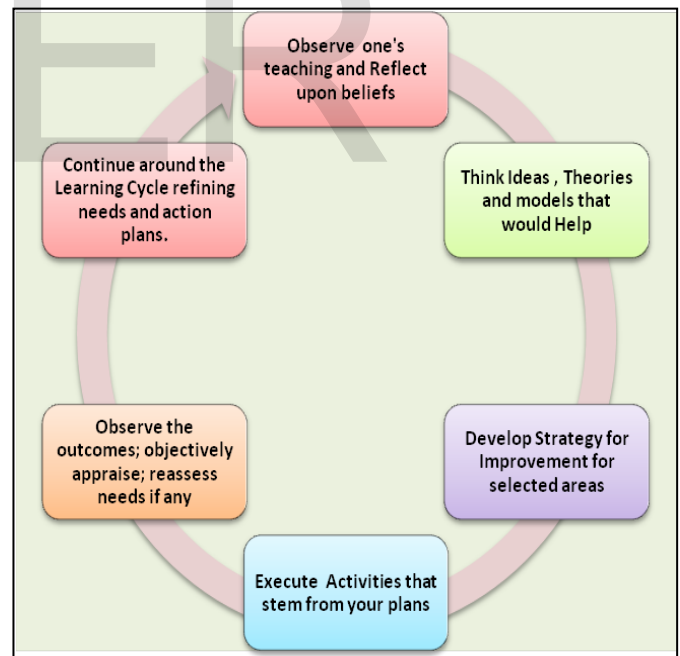 Observe one's
teaching and Reflect
upon beliefs
Think Ideas , Theories
and models that
would Help
Develop Strategy for
Improvement for
selected areas
Execute Activities that
stem from your plans
Observe the
outcomes; objectively
appraise; reassess
needs if any
Continue around the
Learning Cycle refining
needs and action
plans.
ER